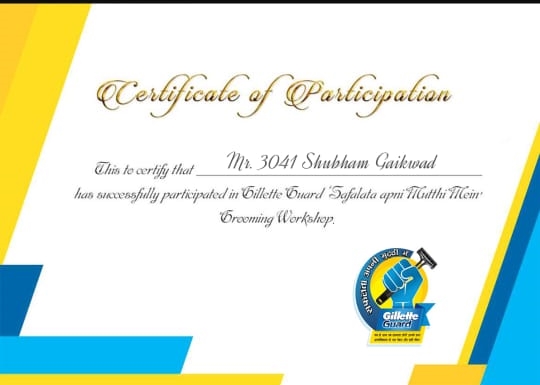 Certificate of Participation
This to certify that Mr. 3041 Shubham Gaikwad
has successfully participated in Gillette Guard 'Safalata apni Mutthi Mein'
Grooming Workshop.
सफलता अपनी मुट्ठी में
Gillette
Guard